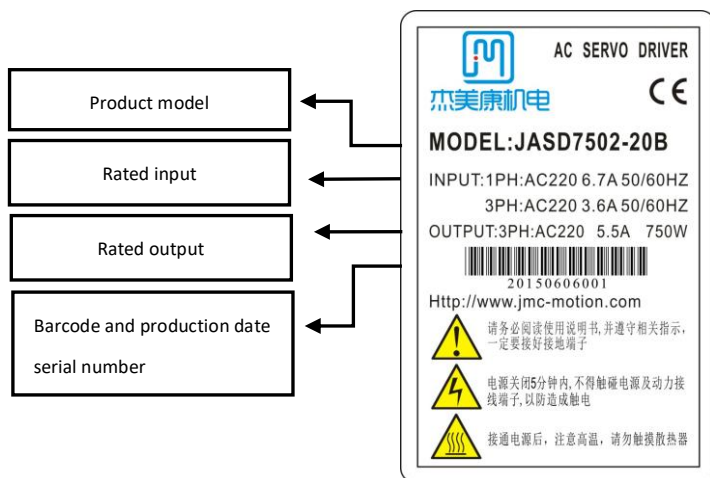 Product model
Rated input
Rated output
Barcode and production date
serial number
杰美康机电
AC SERVO DRIVER
CE
MODEL:JASD7502-20B
INPUT:1PH:AC220 6.7A 50/60HZ
3PH:AC220 3.6A 50/60HZ
OUTPUT:3PH:AC220 5.5A 750W
20150606001
Http://www.jmc-motion.com
请务必阅读使用说明书,并遵守相关指示，
一定要接好接地端子
电源关闭5分钟内,不得触碰电源及动力接
线端子,以防造成触电
接通电源后，注意高温，请勿触摸散热器